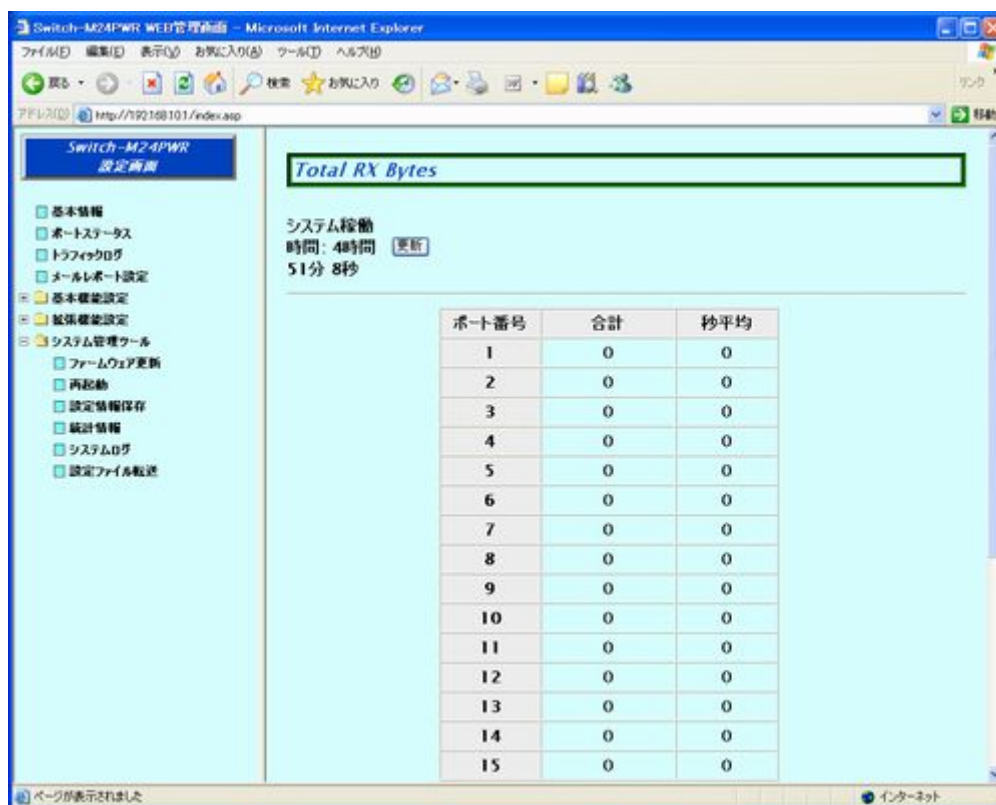 Switch-M24PWR WEB管理画面 - Microsoft Internet Explorer
ファイル(F) 編集(E) 表示(V) お気に入り(A) ツール(T) ヘルプ(H)
戻る 検索 お気に入り
リンク
アドレス(D) http://192.168.1.01/index.asp 移動
Switch-M24PWR
設定画面
基本情報
ポートステータス
トラフィックログ
メールレポート設定
基本機能設定
拡張機能設定
システム管理ツール
ファームウェア更新
再起動
設定情報保存
統計情報
システムログ
設定ファイル転送
Total RX Bytes
システム稼働
時間: 4時間 更新
51分 8秒
ポート番号 合計 秒平均
1 0 0
2 0 0
3 0 0
4 0 0
5 0 0
6 0 0
7 0 0
8 0 0
9 0 0
10 0 0
11 0 0
12 0 0
13 0 0
14 0 0
15 0 0
ページが表示されました インターネット